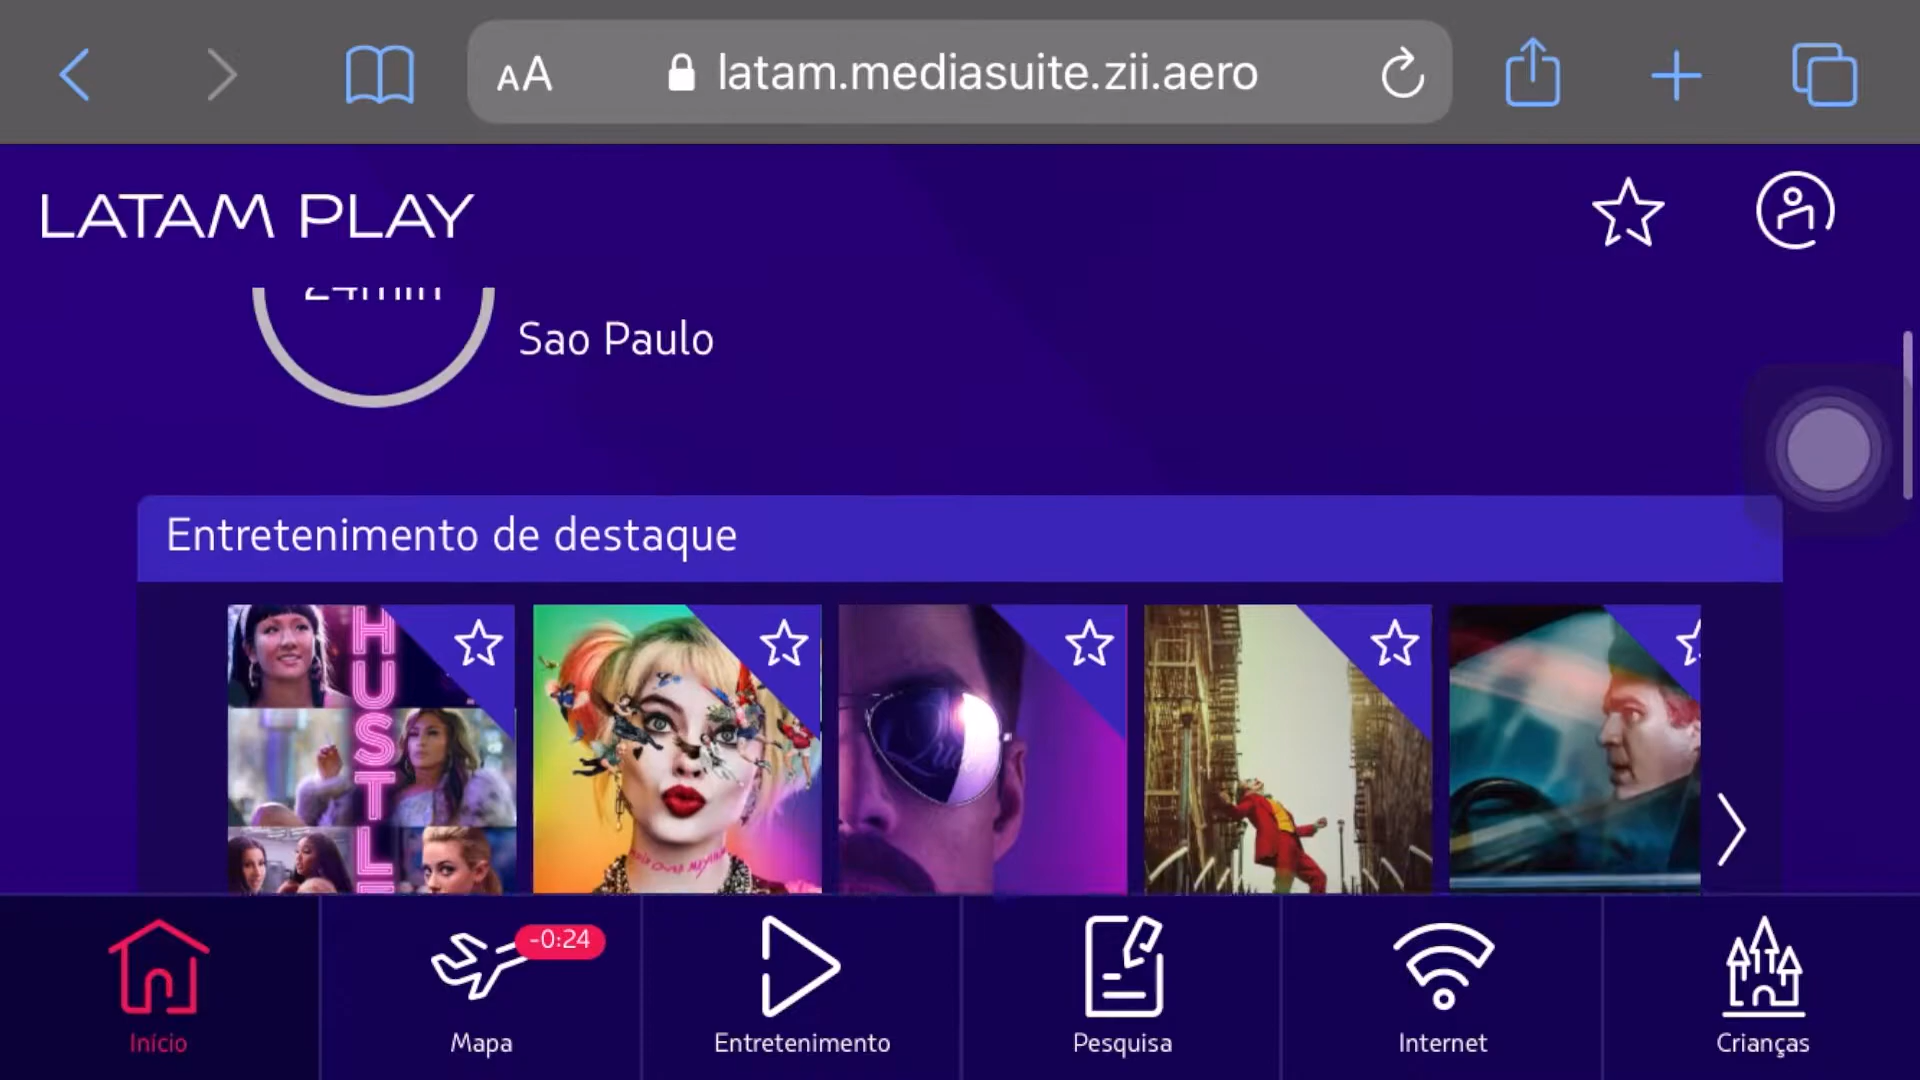 AA latam.mediasuite.zii.aero
LATAM PLAY
24min
Sao Paulo
Entretenimento de destaque
HUSTLE
-0:24
Início
Mapa
Entretenimento
Pesquisa
Internet
Crianças